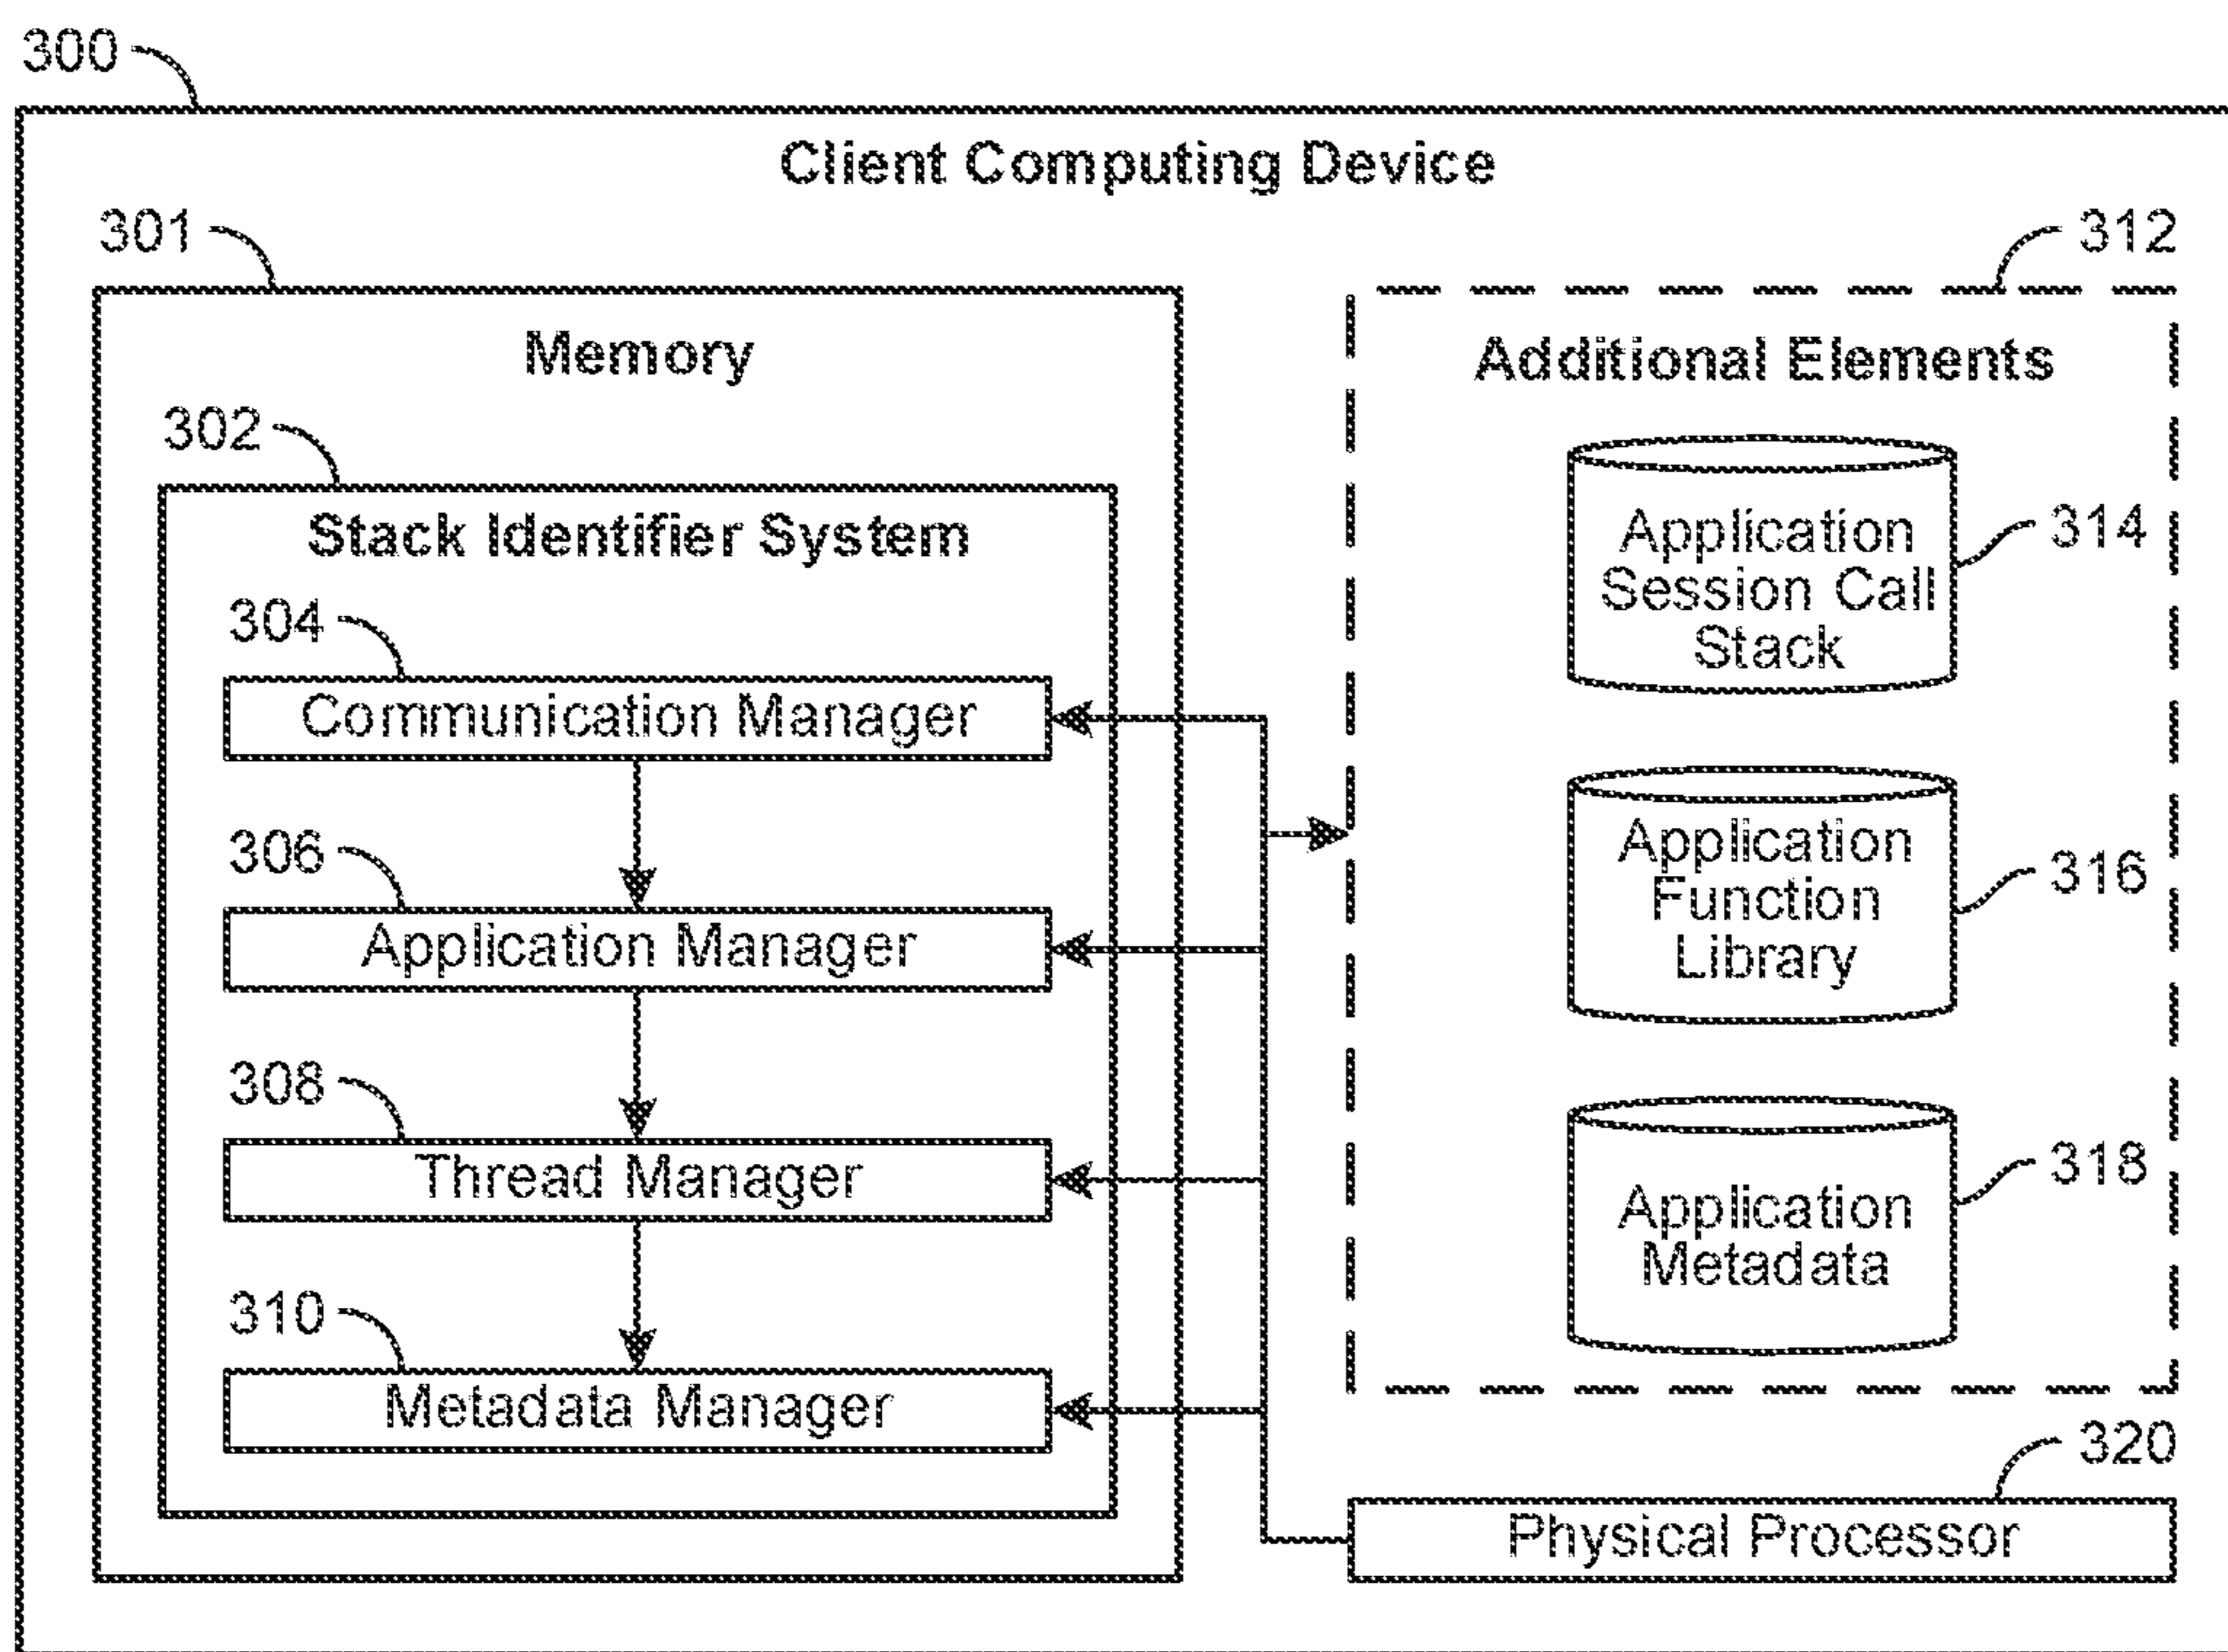 300
Client Computing Device
301
312
Memory
Additional Elements
302
Stack Identifier System
304
Communication Manager
306
Application Manager
308
Thread Manager
310
Metadata Manager
Application
Session Call
Stack
314
Application
Function
Library
316
Application
Metadata
318
320
Physical Processor